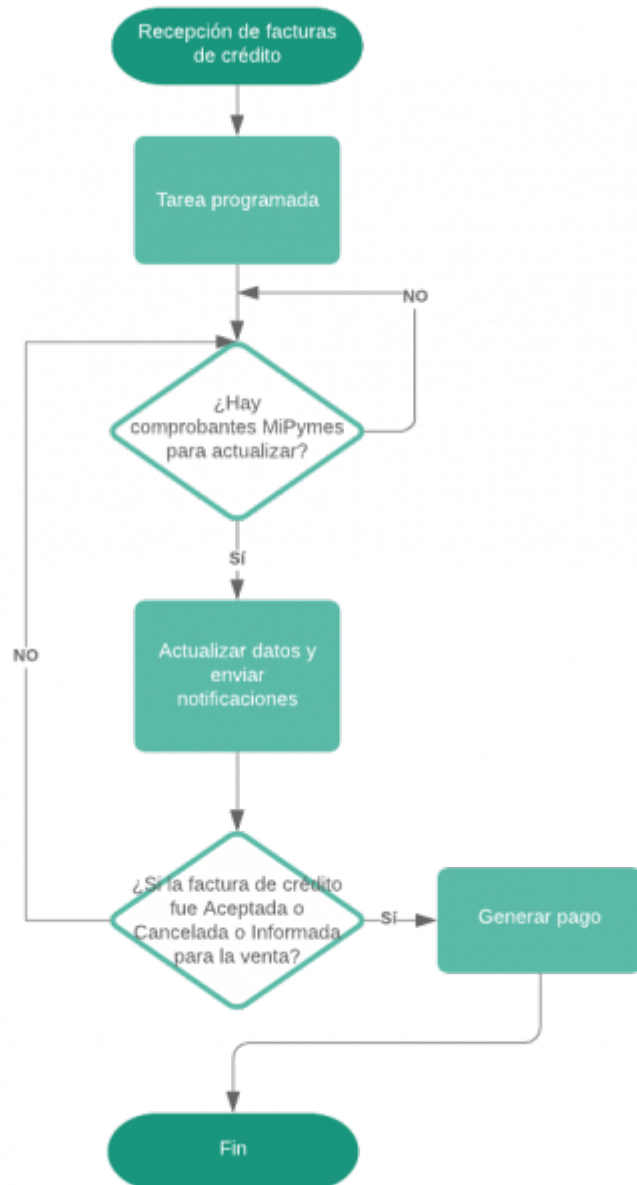 Recepción de facturas
de crédito
Tarea programada
NO
¿Hay
comprobantes MiPymes
para actualizar?
Sí
Actualizar datos y
enviar
notificaciones
NO
¿Si la factura de crédito
fue Aceptada o
Cancelada o Informada
para la venta?
Sí
Generar pago
Fin